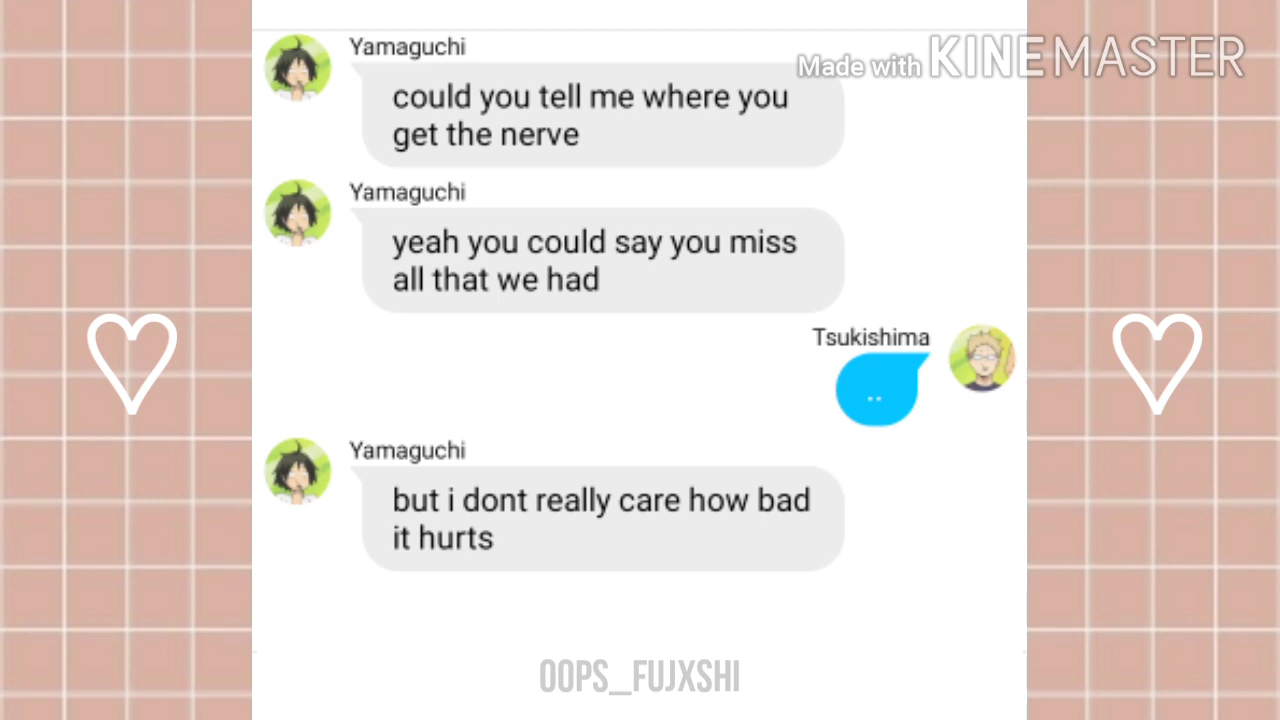 Yamaguchi
Made with KINEMASTER
could you tell me where you
get the nerve
Yamaguchi
yeah you could say you miss
all that we had
Tsukishima
..
Yamaguchi
but i dont really care how bad
it hurts
OOPS_FUJXSHI